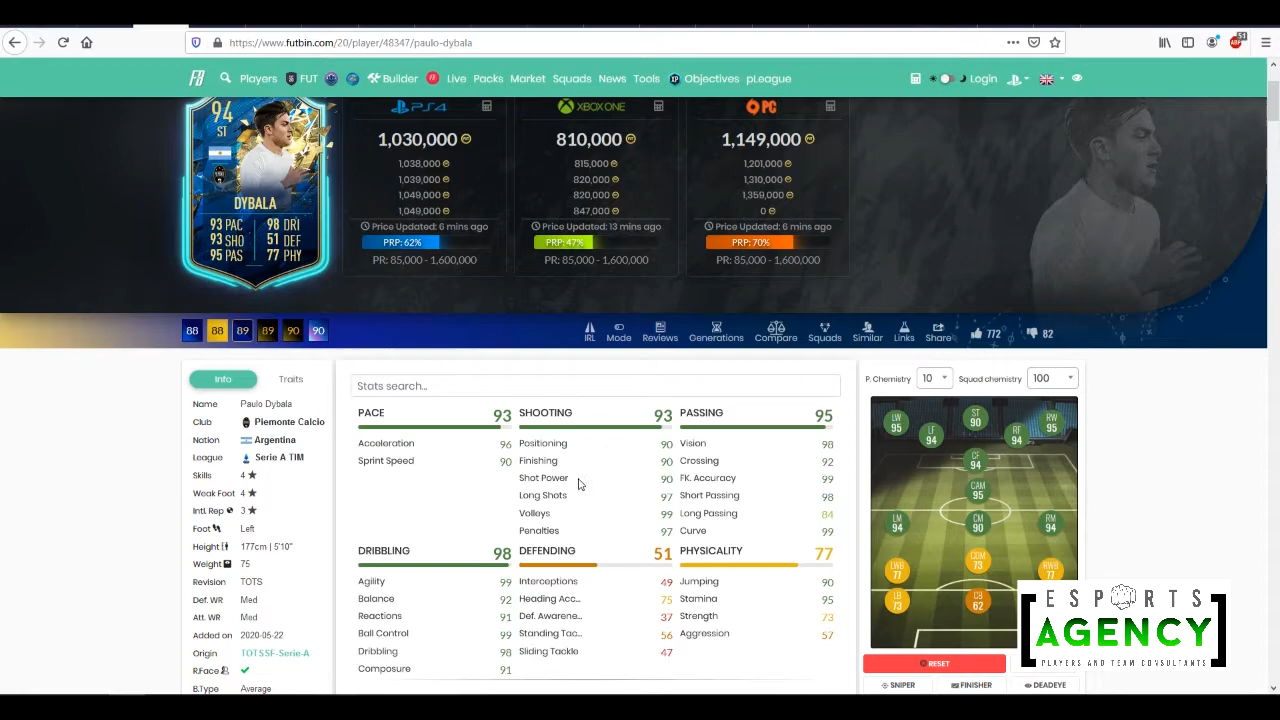 51
https://www.futbin.com/20/player/48347/paulo-dybala
Players FUT Builder Live Packs Market Squads News Tools Objectives pLeague Login
94
ST
DYBALA
93 PAC 98 DRI
93 SHO 51 DEF
95 PAS 77 PHY
PS4
1,030,000
1,038,000
1,039,000
1,049,000
1,049,000
Price Updated: 6 mins ago
PRP: 62%
PR: 85,000 - 1,600,000
XBOX ONE
810,000
815,000
820,000
820,000
847,000
Price Updated: 13 mins ago
PRP: 47%
PR: 85,000 - 1,600,000
PC
1,149,000
1,201,000
1,310,000
1,359,000
0
Price Updated: 6 mins ago
PRP: 70%
PR: 85,000 - 1,600,000
88 88 89 89 90 90
IRL Mode Reviews Generations Compare Squads Similar Links Share 772 82
Info Traits
Name Paulo Dybala
Club Piemonte Calcio
Nation Argentina
League Serie A TIM
Skills 4
Weak Foot 4
Intl.Rep 3
Foot Left
Height 177cm | 5'10"
Weight 75
Revision TOTS
Def. WR Med
Att. WR Med
Added on 2020-05-22
Origin TOTSSF-Serie-A
R.Face
B.Type Average
Stats search...
PACE 93
Acceleration 96
Sprint Speed 90
SHOOTING 93
Positioning 90
Finishing 90
Shot Power 90
Long Shots 97
Volleys 99
Penalties 97
PASSING 95
Vision 98
Crossing 92
FK. Accuracy 99
Short Passing 98
Long Passing 84
Curve 99
DRIBBLING 98
Agility 99
Balance 92
Reactions 91
Ball Control 99
Dribbling 98
Composure 91
DEFENDING 51
Interceptions 49
Heading Acc... 75
Def. Awarene... 37
Standing Tac... 56
Sliding Tackle 47
PHYSICALITY 77
Jumping 90
Stamina 95
Strength 73
Aggression 57
P. Chemistry 10 Squad chemistry 100
LW 95
ST 90
RW 95
LF 94
RF 94
CF 94
CAM 95
LM 94
CM 90
RM 94
LWB 77
CDM 73
RWB 77
LB 73
CB 62
RESET
SNIPER FINISHER DEADEYE
ESPORTS
AGENCY
PLAYERS AND TEAM CONSULTANTS